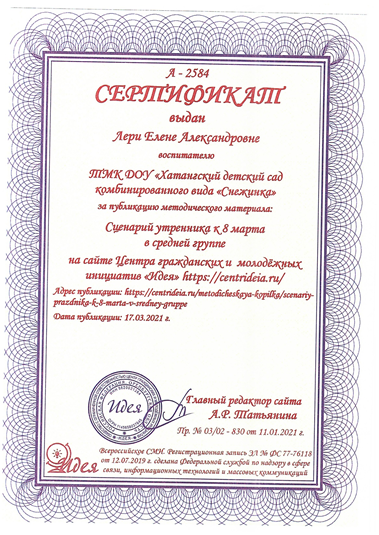 А - 2584
СЕРТИФИКАТ
выдан
Лери Елене Александровне
воспитателю
ТМК ДОУ «Хатангский детский сад
комбинированного вида «Снежинка»
за публикацию методического материала:
Сценарий утренника к 8 марта
в средней группе
на сайте Центра гражданских и молодёжных
инициатив «Идея» https://centrideia.ru/
Адрес публикации: https://centrideia.ru/metodicheskaya-kopilka/scenariy-
prazdnika-k-8-marta-v-sredney-gruppe
Дата публикации: 17.03.2021 г.
Идея
Главный редактор сайта
А.Р. Татьянина
Пр. № 03/02 - 830 от 11.01.2021 г.
Идея
Всероссийское СМИ. Регистрационная запись ЭЛ № ФС 77-76118
от 12.07.2019 г. сделана Федеральной службой по надзору в сфере
связи, информационных технологий и массовых коммуникаций